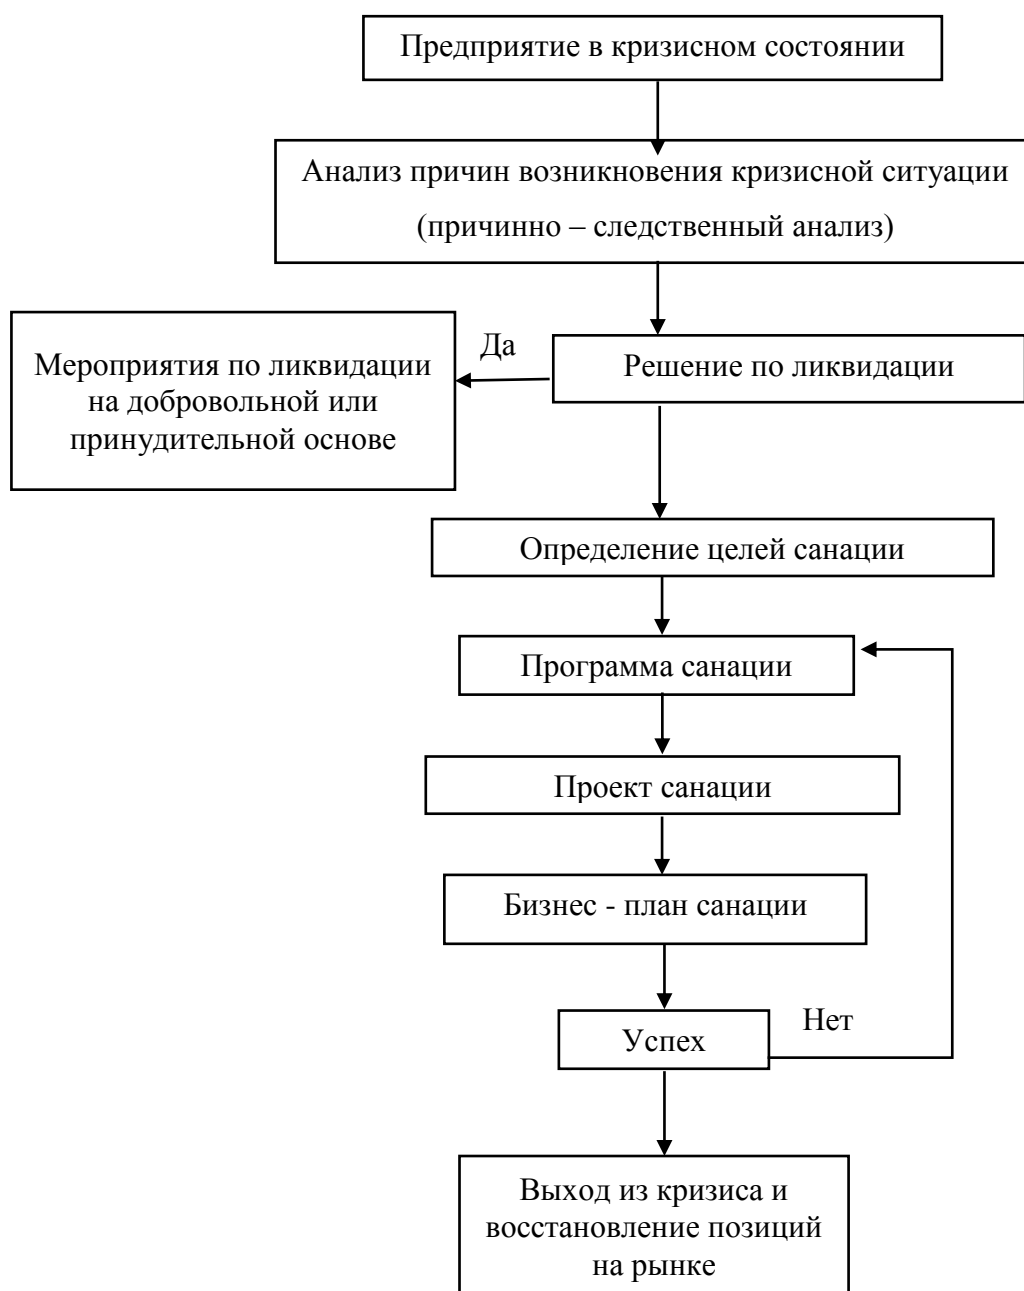 Предприятие в кризисном состоянии
Анализ причин возникновения кризисной ситуации
(причинно – следственный анализ)
Да
Решение по ликвидации
Мероприятия по ликвидации
на добровольной или
принудительной основе
Определение целей санации
Программа санации
Проект санации
Бизнес - план санации
Успех
Нет
Выход из кризиса и
восстановление позиций
на рынке